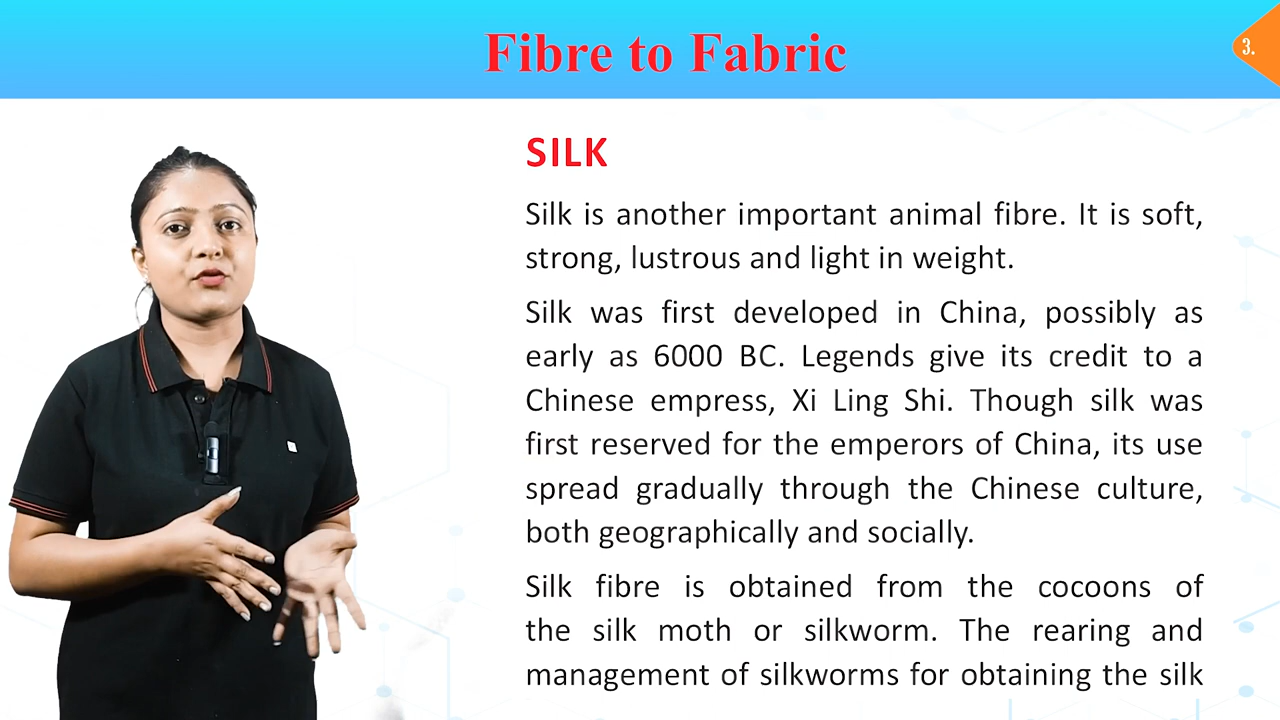 Fibre to Fabric
3.
SILK
Silk is another important animal fibre. It is soft,
strong, lustrous and light in weight.
Silk was first developed in China, possibly as
early as 6000 BC. Legends give its credit to a
Chinese empress, Xi Ling Shi. Though silk was
first reserved for the emperors of China, its use
spread gradually through the Chinese culture,
both geographically and socially.
Silk fibre is obtained from the cocoons of
the silk moth or silkworm. The rearing and
management of silkworms for obtaining the silk